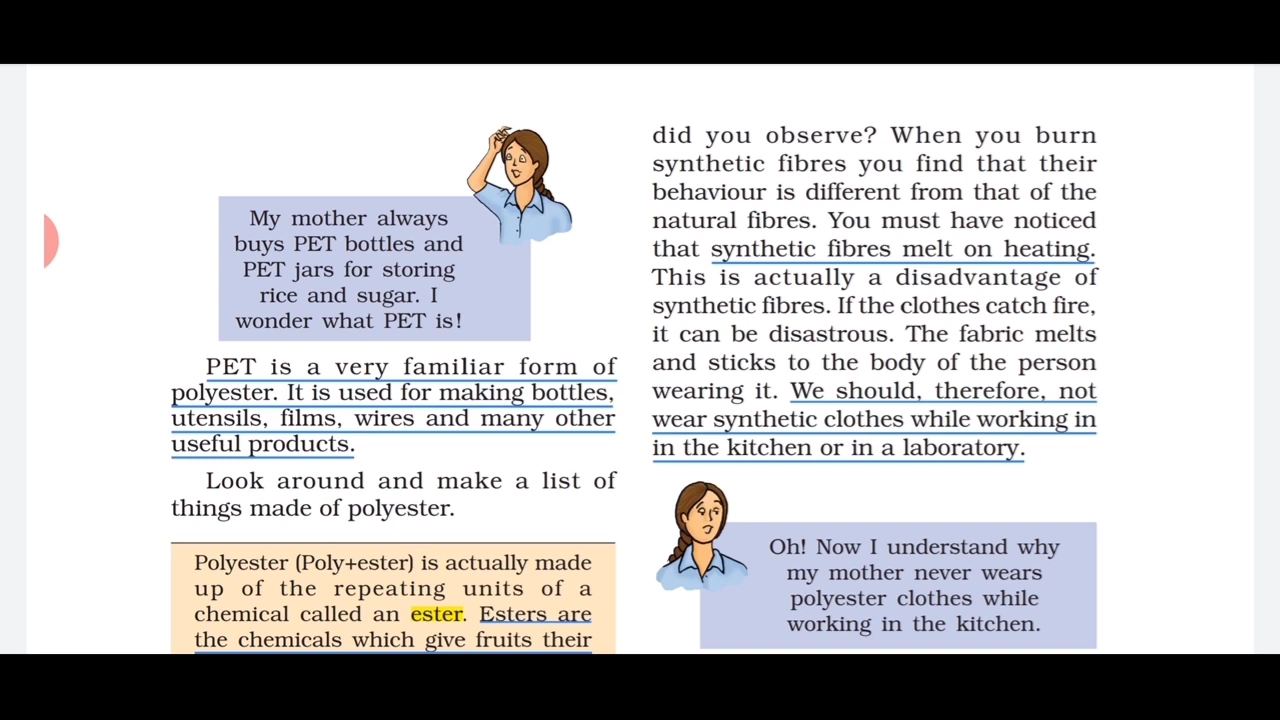 My mother always
buys PET bottles and
PET jars for storing
rice and sugar. I
wonder what PET is!
PET is a very familiar form of
polyester. It is used for making bottles,
utensils, films, wires and many other
useful products.
Look around and make a list of
things made of polyester.
Polyester (Poly+ester) is actually made
up of the repeating units of a
chemical called an ester. Esters are
the chemicals which give fruits their
did you observe? When you burn
synthetic fibres you find that their
behaviour is different from that of the
natural fibres. You must have noticed
that synthetic fibres melt on heating.
This is actually a disadvantage of
synthetic fibres. If the clothes catch fire,
it can be disastrous. The fabric melts
and sticks to the body of the person
wearing it. We should, therefore, not
wear synthetic clothes while working in
in the kitchen or in a laboratory.
Oh! Now I understand why
my mother never wears
polyester clothes while
working in the kitchen.